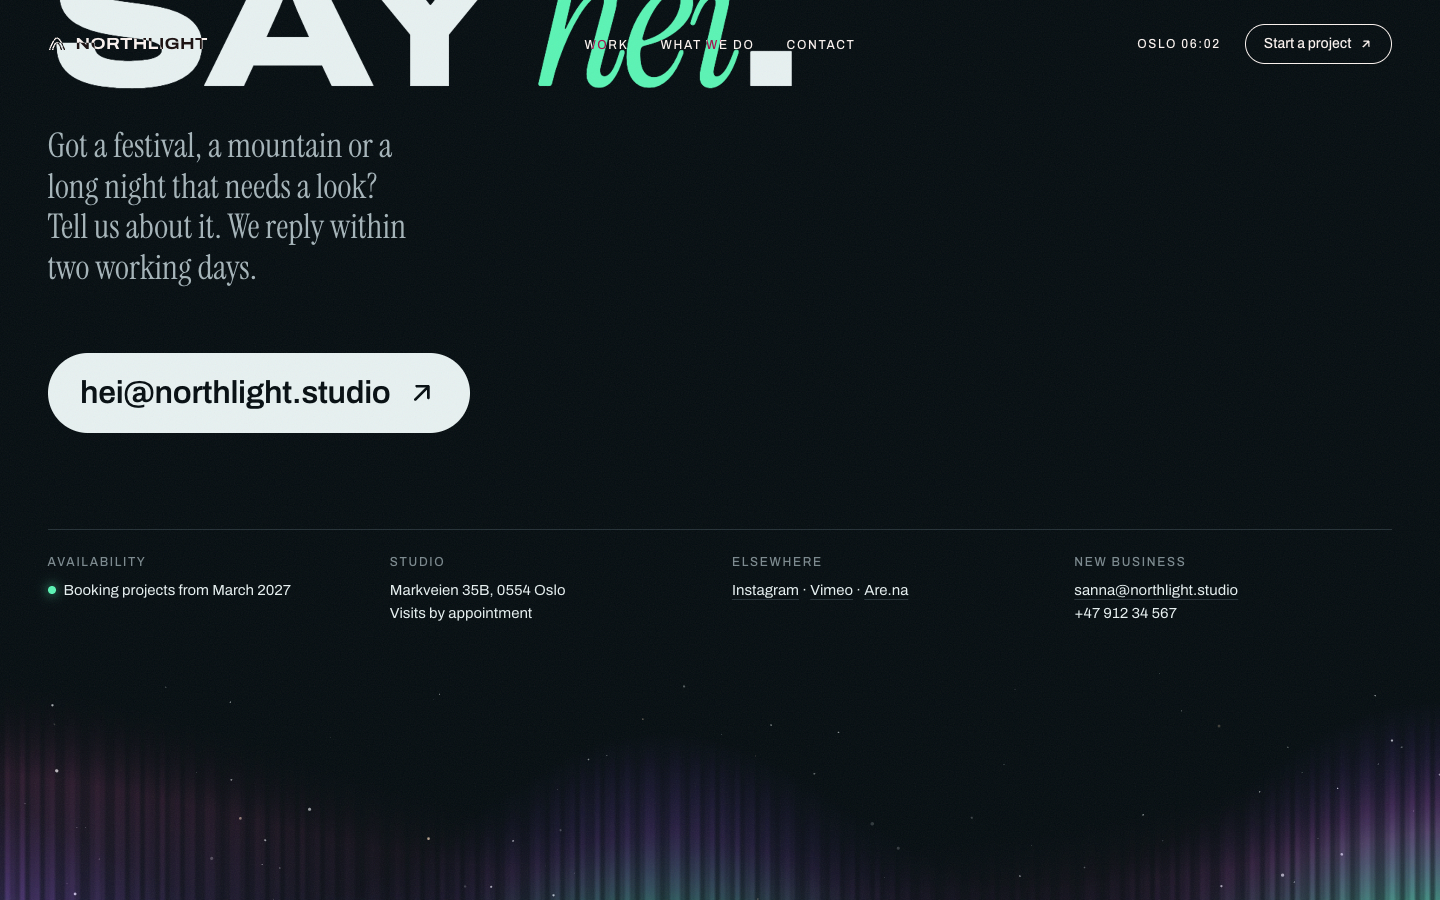 SAY hei.
NORTHLIGHT
WORK WHAT WE DO CONTACT
OSLO 06:02
Start a project
Got a festival, a mountain or a
long night that needs a look?
Tell us about it. We reply within
two working days.
hei@northlight.studio
AVAILABILITY
Booking projects from March 2027
STUDIO
Markveien 35B, 0554 Oslo
Visits by appointment
ELSEWHERE
Instagram · Vimeo · Are.na
NEW BUSINESS
sanna@northlight.studio
+47 912 34 567